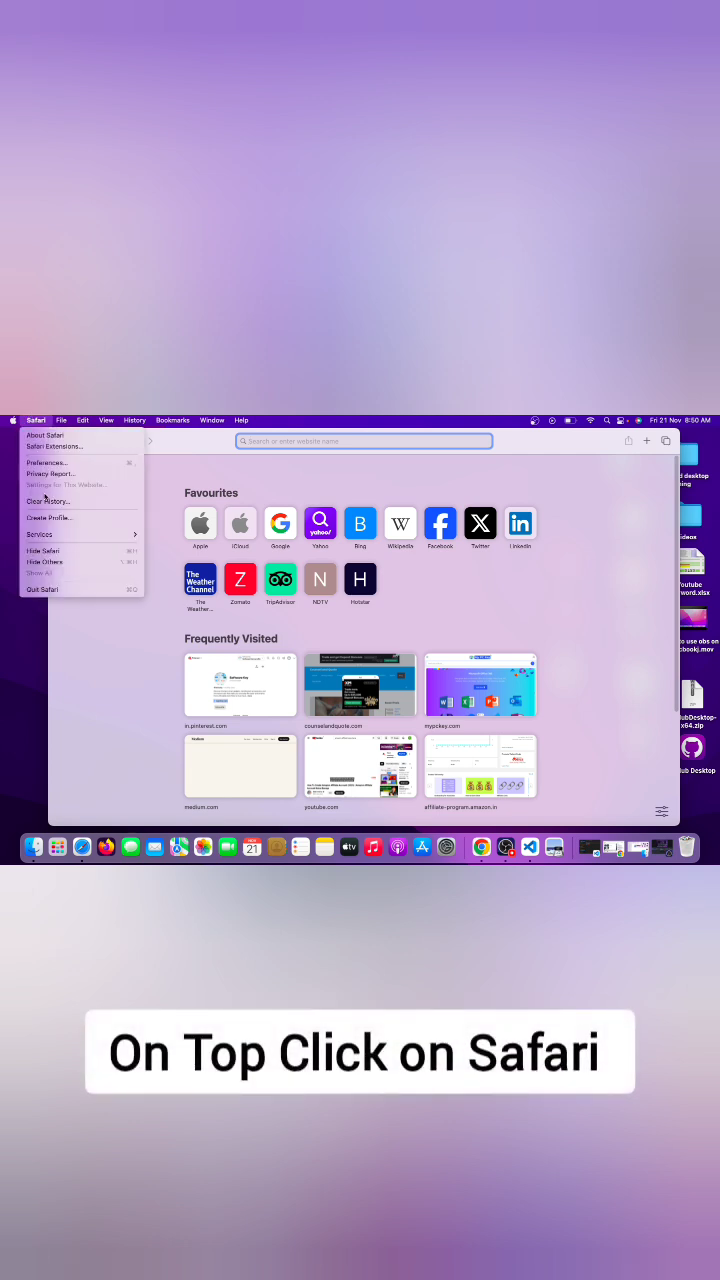 Safari File Edit View History Bookmarks Window Help Fri 21 Nov 8:50 AM
About Safari
Safari Extensions...
Preferences... ⌘ ,
Privacy Report...
Settings for This Website...
Clear History...
Create Profile...
Services
Hide Safari ⌘H
Hide Others ⌥ ⌘H
Show All
Quit Safari ⌘Q
Search or enter website name
Favourites
Apple iCloud Google Yahoo Bing Wikipedia Facebook Twitter LinkedIn
The Weather Channel
Z
N
H
The Weather... Zomato TripAdvisor NDTV Hotstar
Frequently Visited
in.pinterest.com counselandquote.com mypckey.com
medium.com youtube.com affiliate-program.amazon.in
On Top Click on Safari